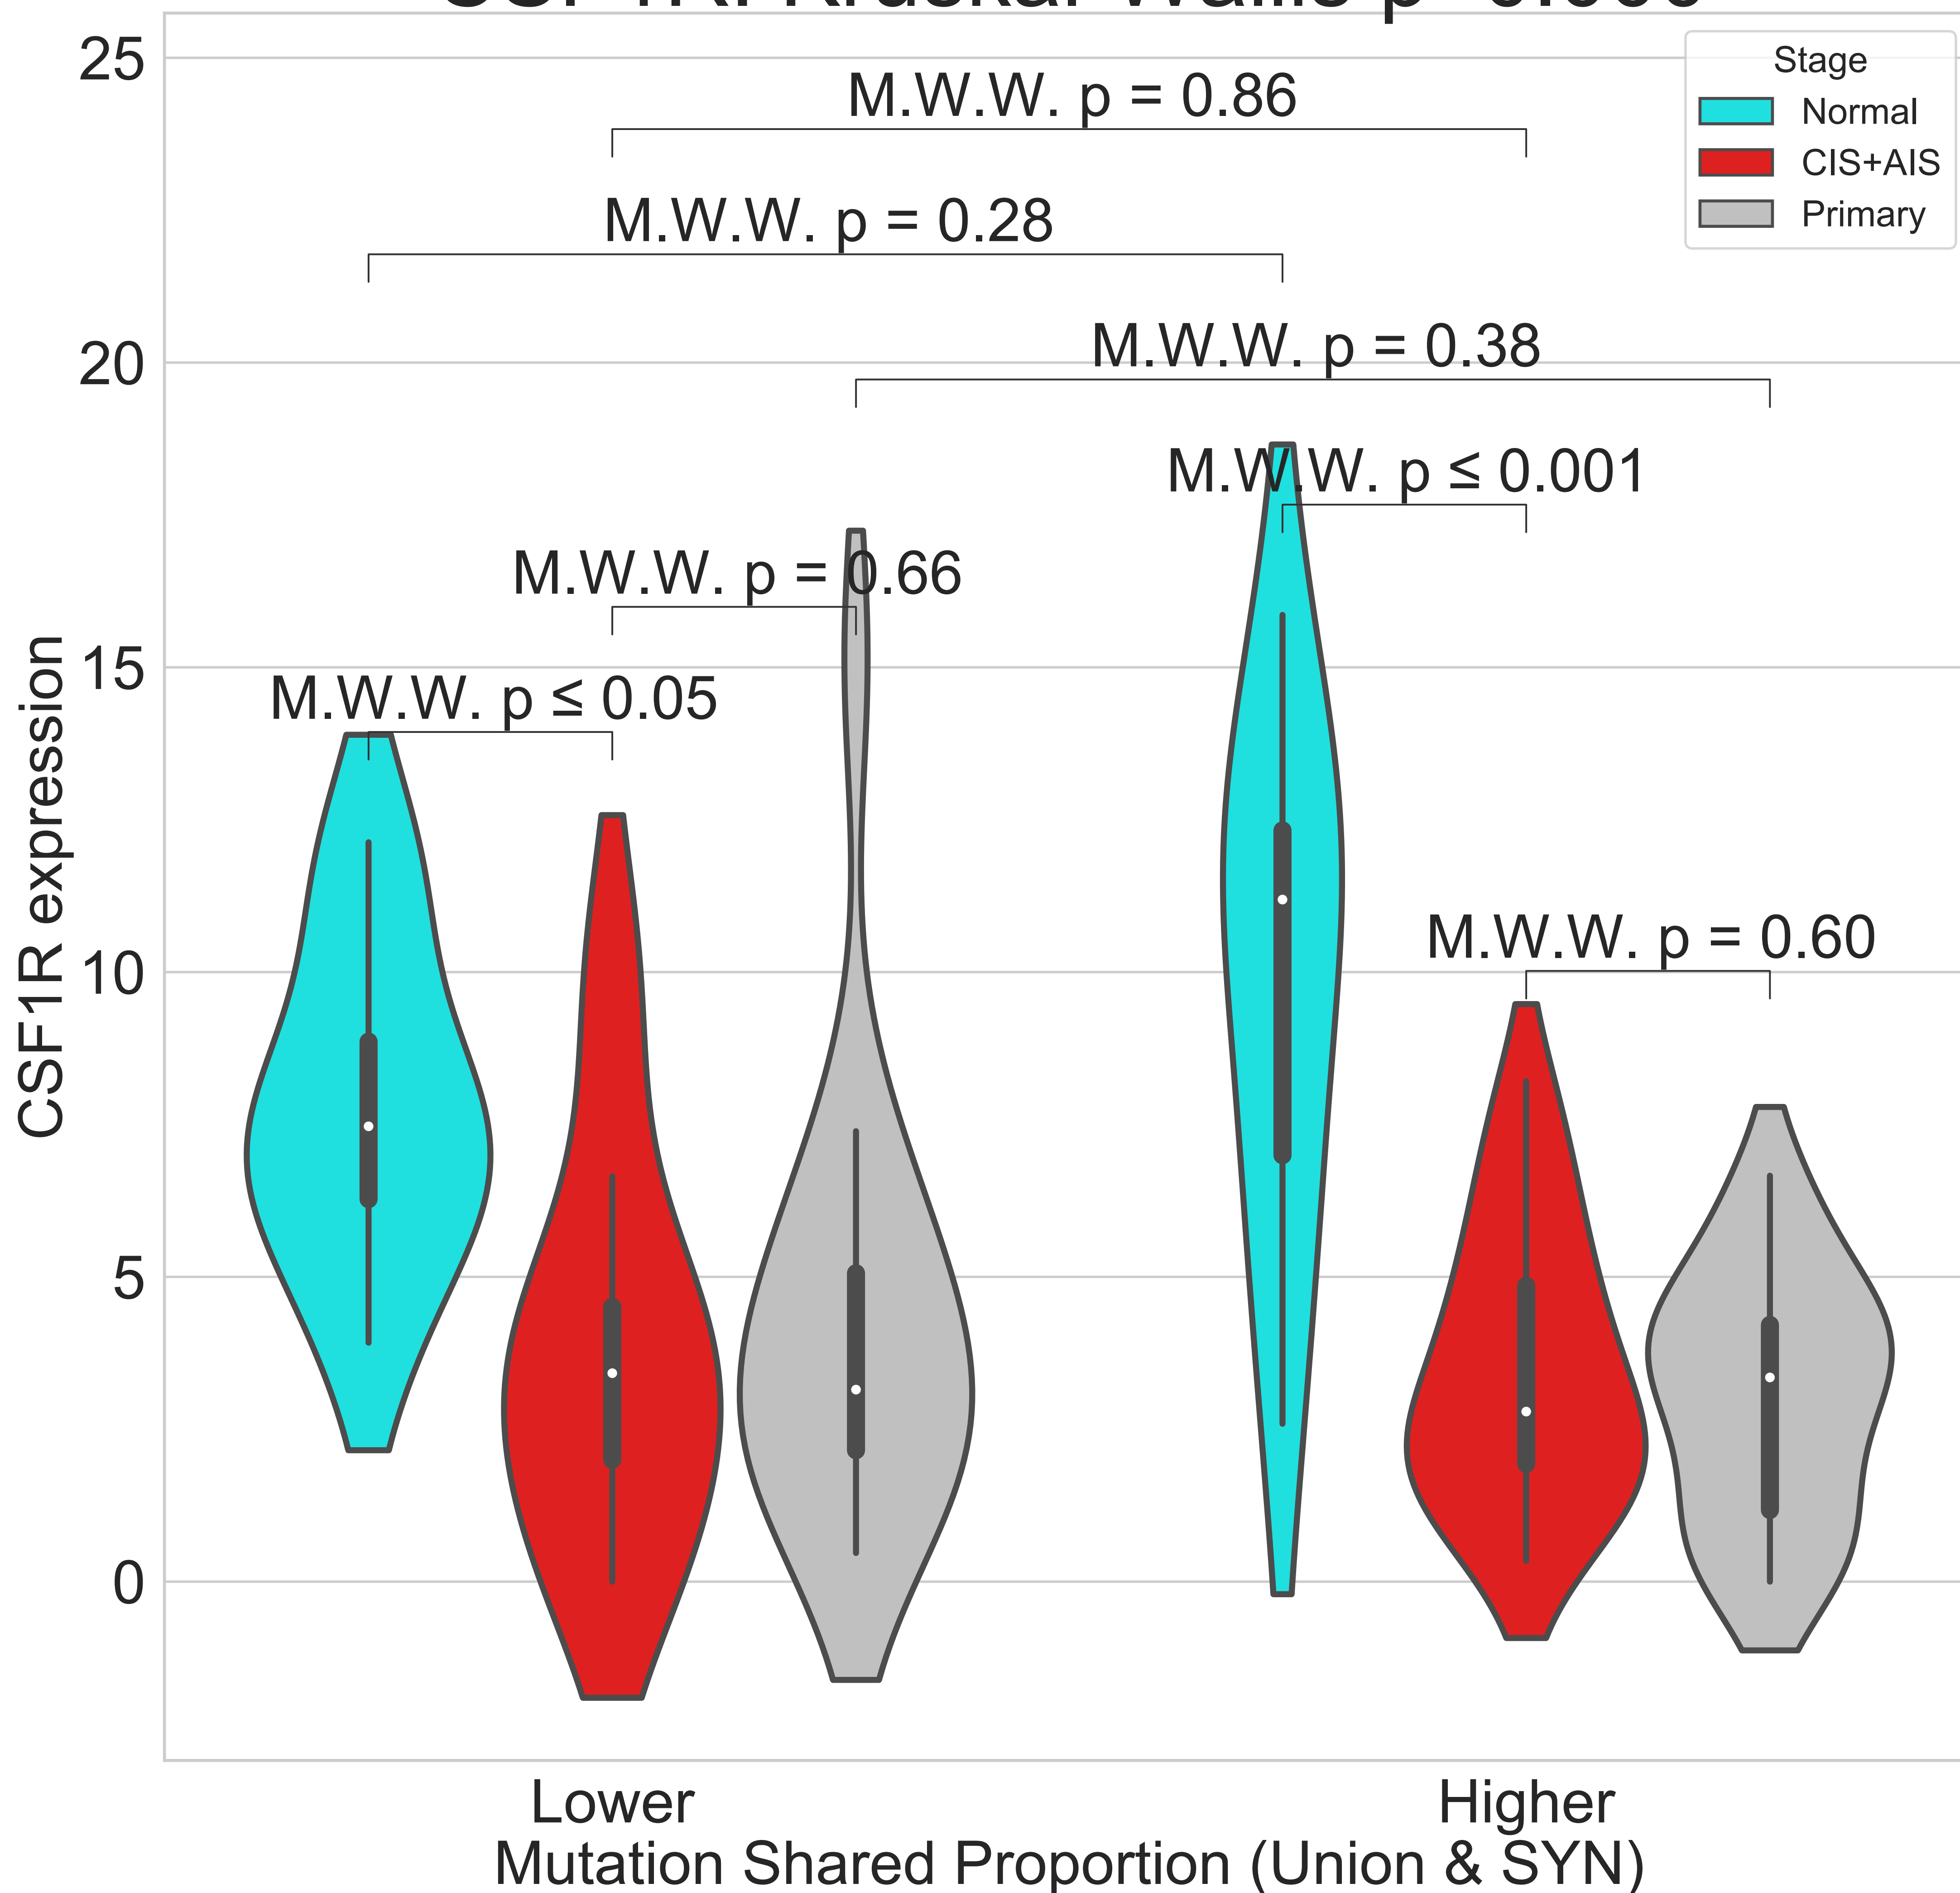 25
20
15
10
5
0
CSF1R expression
M.W.W. p = 0.86
M.W.W. p = 0.28
M.W.W. p = 0.38
M.W.W. p ≤ 0.001
M.W.W. p = 0.66
M.W.W. p ≤ 0.05
M.W.W. p = 0.60
Stage
Normal
CIS+AIS
Primary
Lower
Higher
Mutation Shared Proportion (Union & SYN)